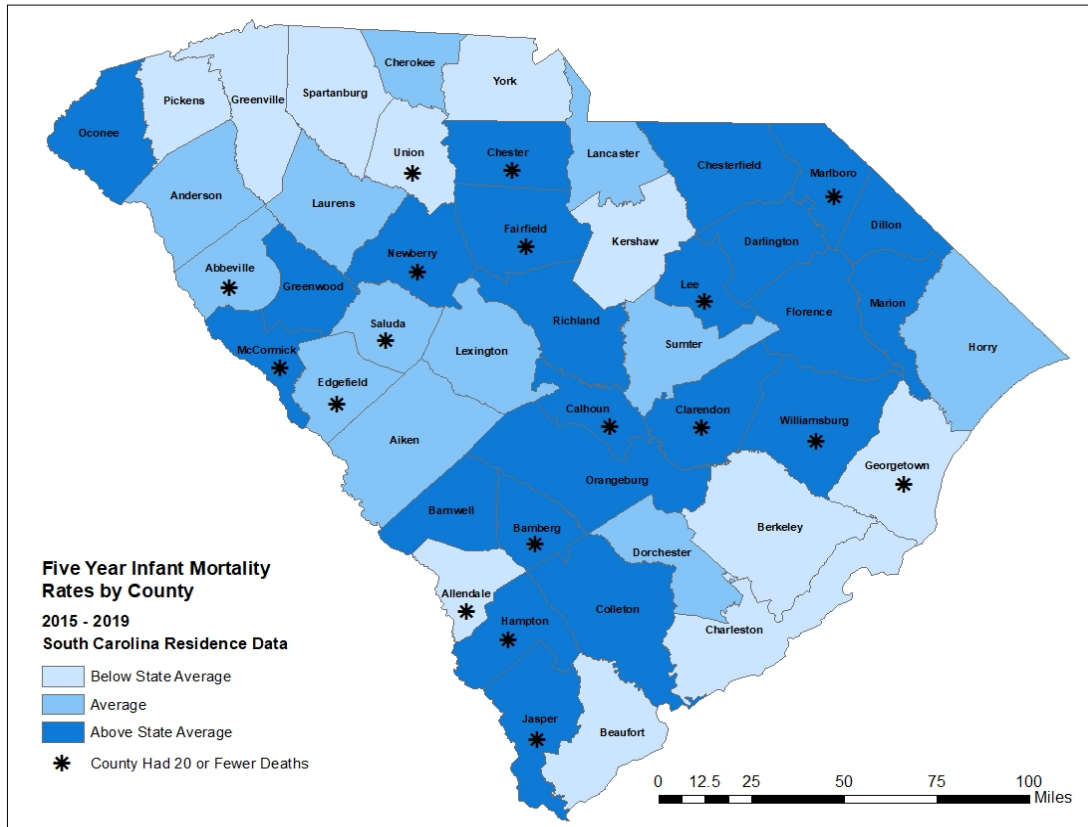 Cherokee
York
Spartanburg
Pickens
Greenville
Oconee
Union
Chester
Lancaster
Chesterfield
Marlboro
Anderson
Laurens
Fairfield
Dillon
Kershaw
Darlington
Newberry
Abbeville
Greenwood
Lee
Marion
Florence
Richland
Saluda
Sumter
Horry
McCormick
Lexington
Edgefield
Calhoun
Clarendon
Williamsburg
Aiken
Georgetown
Orangeburg
Barnwell
Bamberg
Berkeley
Dorchester
Allendale
Colleton
Hampton
Charleston
Jasper
Beaufort
Five Year Infant Mortality
Rates by County
2015 - 2019
South Carolina Residence Data
Below State Average
Average
Above State Average
County Had 20 or Fewer Deaths
0 12.5 25 50 75 100
Miles